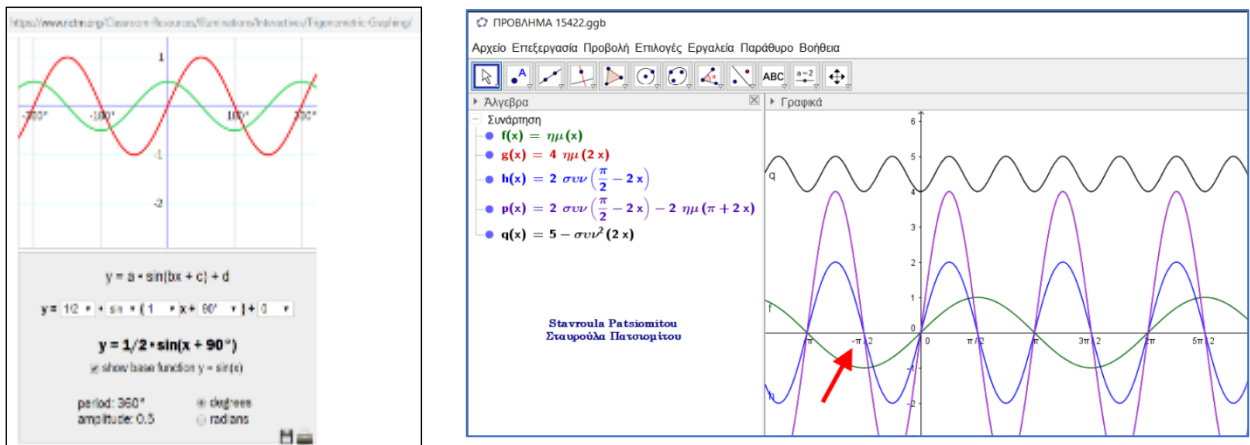 https://www.nctm.org/Classroom-Resources/Illuminations/Interactives/Trigonometric-Graphing/
1
-1
-2
y = a • sin(bx + c) + d
y = 1/2 • sin ( 1 x + 90° ) + 0
y = 1/2•sin(x + 90°)
show base function y = sin(x)
period: 360°
degrees
amplitude: 0.5
radians
ΠΡΟΒΛΗΜΑ 15422.ggb
Αρχείο Επεξεργασία Προβολή Επιλογές Εργαλεία Παράθυρο Βοήθεια
A
ABC
a=2
Άλγεβρα
Γραφικά
Συνάρτηση
f(x) = ημ(x)
g(x) = 4 ημ(2 x)
h(x) = 2 συν(π/2 − 2 x)
p(x) = 2 συν(π/2 − 2 x) − 2 ημ(π + 2 x)
q(x) = 5 − συν²(2 x)
Stavroula Patsiomitou
Σταυρούλα Πατσιομίτου
6
5
4
3
2
1
0
-1
-2
q
f
h
-π
-π/2
0
π/2
π
3π/2
2π
5π/2